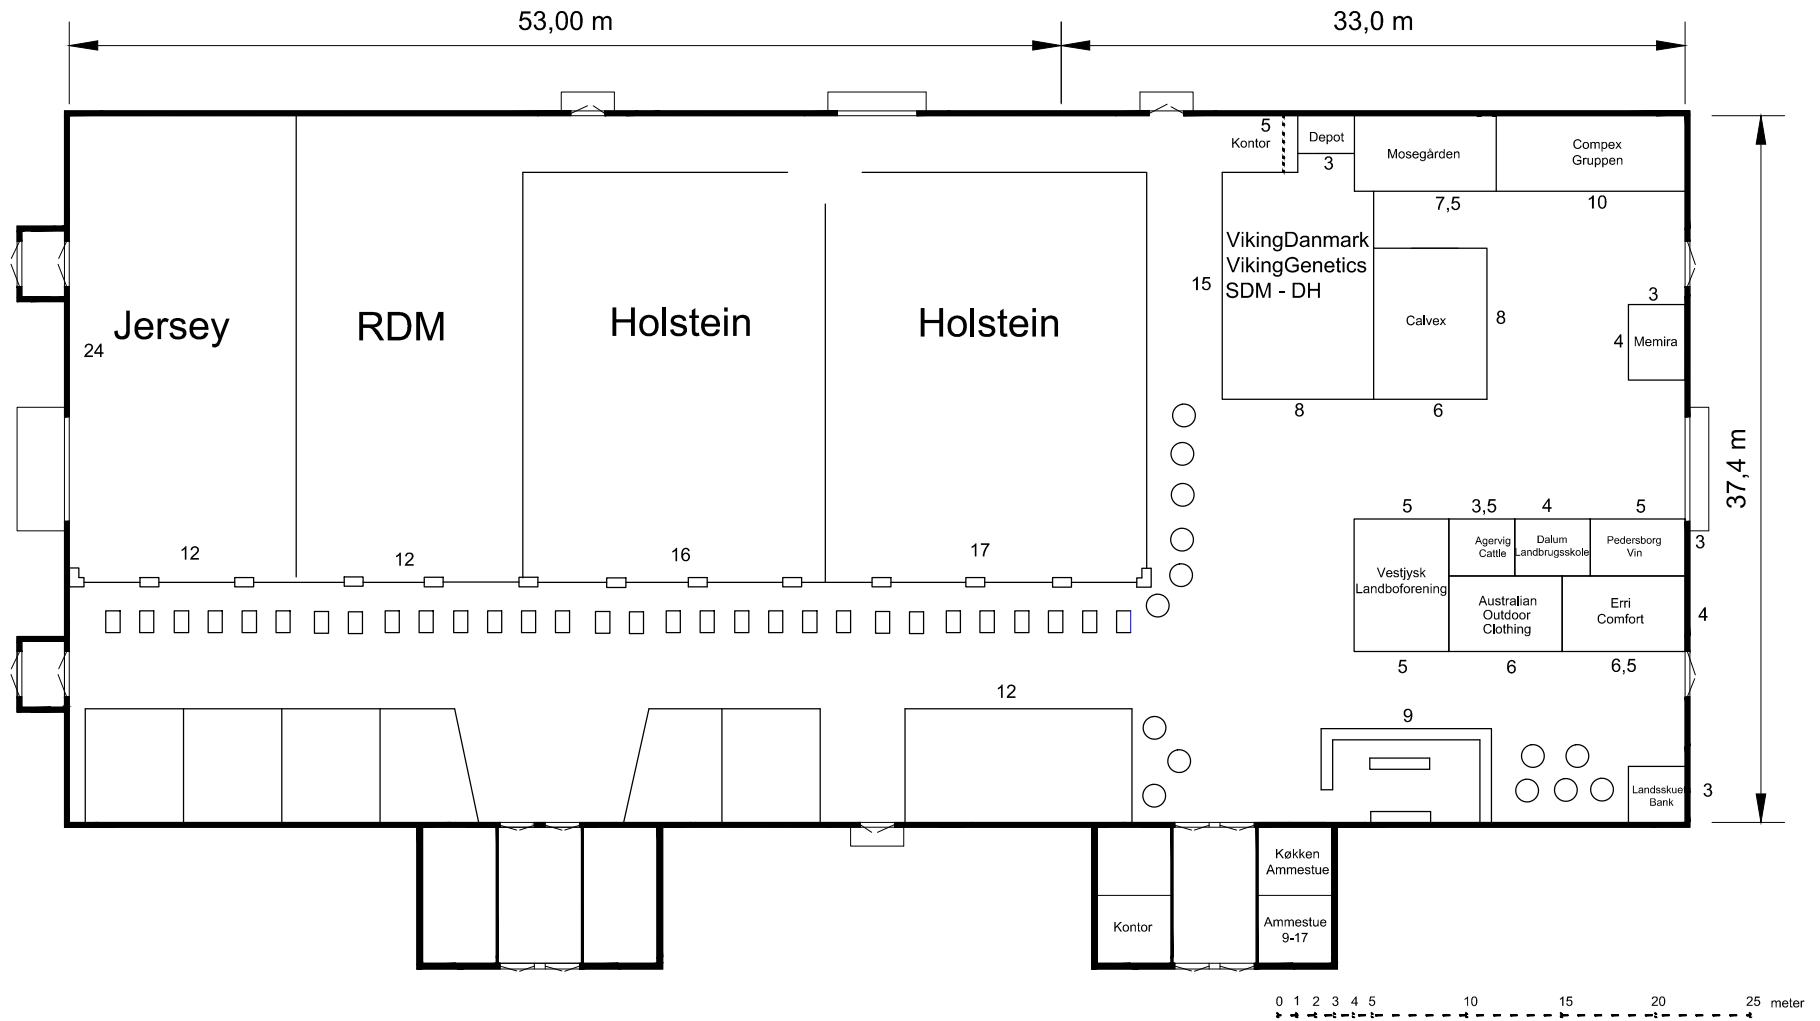 53,00 m
33,0 m
5
Kontor
Depot
3
Mosegården
Compex
Gruppen
7,5
10
VikingDanmark
VikingGenetics
SDM - DH
15
Calvex
8
3
4
Memira
8
6
Jersey
RDM
Holstein
Holstein
24
37,4 m
12
12
16
17
5
3,5
4
5
Agervig
Cattle
Dalum
Landbrugsskole
Pedersborg
Vin
3
Vestjysk
Landboforening
Australian
Outdoor
Clothing
Erri
Comfort
4
5
6
6,5
12
9
Landsskuets
Bank
3
Køkken
Ammestue
Kontor
Ammestue
9-17
0 1 2 3 4 5 10 15 20 25 meter